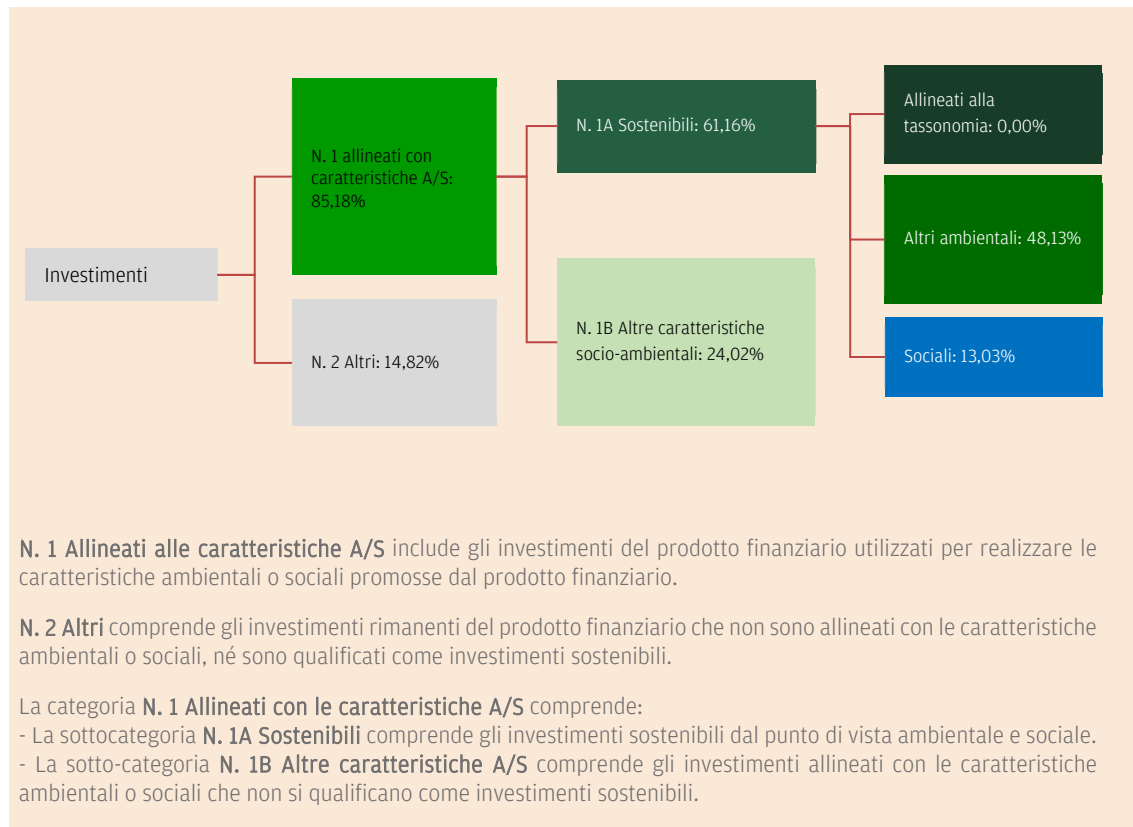 Investimenti
N. 1 allineati con
caratteristiche A/S:
85,18%
N. 2 Altri: 14,82%
N. 1A Sostenibili: 61,16%
N. 1B Altre caratteristiche
socio-ambientali: 24,02%
Allineati alla
tassonomia: 0,00%
Altri ambientali: 48,13%
Sociali: 13,03%
N. 1 Allineati alle caratteristiche A/S include gli investimenti del prodotto finanziario utilizzati per realizzare le
caratteristiche ambientali o sociali promosse dal prodotto finanziario.
N. 2 Altri comprende gli investimenti rimanenti del prodotto finanziario che non sono allineati con le caratteristiche
ambientali o sociali, né sono qualificati come investimenti sostenibili.
La categoria N. 1 Allineati con le caratteristiche A/S comprende:
- La sottocategoria N. 1A Sostenibili comprende gli investimenti sostenibili dal punto di vista ambientale e sociale.
- La sotto-categoria N. 1B Altre caratteristiche A/S comprende gli investimenti allineati con le caratteristiche
ambientali o sociali che non si qualificano come investimenti sostenibili.